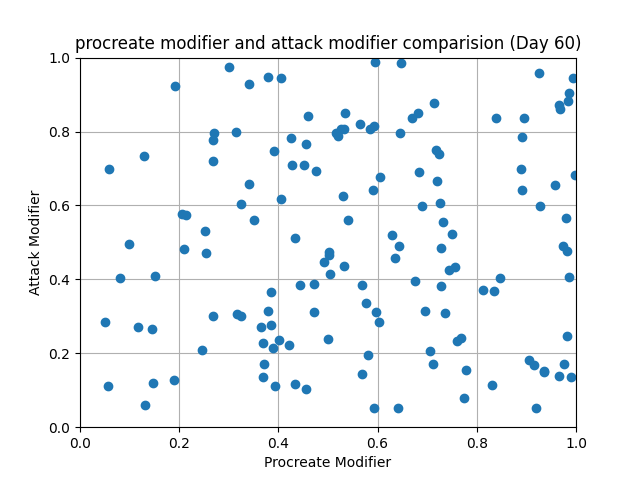 procreate modifier and attack modifier comparision (Day 60)
1.0
0.8
0.6
0.4
0.2
0.0
Attack Modifier
0.0 0.2 0.4 0.6 0.8 1.0
Procreate Modifier